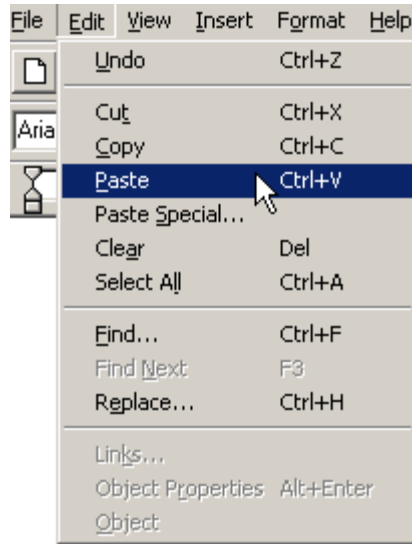 File Edit View Insert Format Help
Undo Ctrl+Z
Aria
Cut Ctrl+X
Copy Ctrl+C
Paste Ctrl+V
Paste Special...
Clear Del
Select All Ctrl+A
Find... Ctrl+F
Find Next F3
Replace... Ctrl+H
Links...
Object Properties Alt+Enter
Object